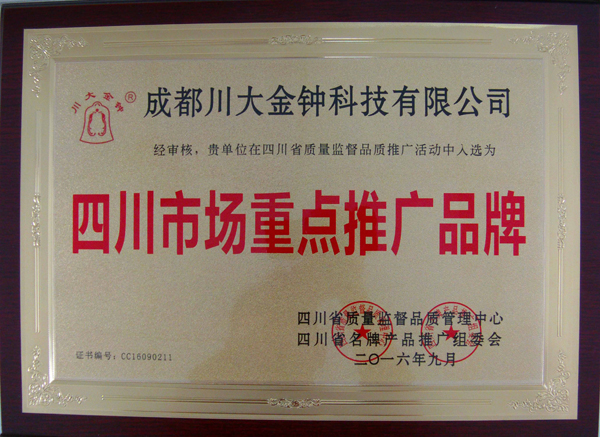 川大金钟 ®
成都川大金钟科技有限公司
经审核，贵单位在四川省质量监督品质推广活动中入选为
四川市场重点推广品牌
四川省质量监督品质管理中心
四川省名牌产品推广组委会
二〇一六年九月
证书编号：CC16090211